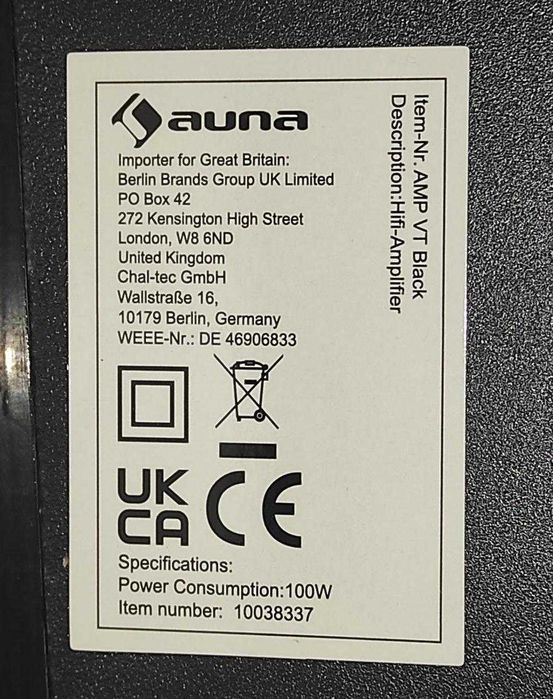 auna
Importer for Great Britain:
Berlin Brands Group UK Limited
PO Box 42
272 Kensington High Street
London, W8 6ND
United Kingdom
Chal-tec GmbH
Wallstraße 16,
10179 Berlin, Germany
WEEE-Nr.: DE 46906833
UK
CA
CE
Specifications:
Power Consumption:100W
Item number: 10038337
Item-Nr. AMP VT Black
Description:Hifi-Amplifier